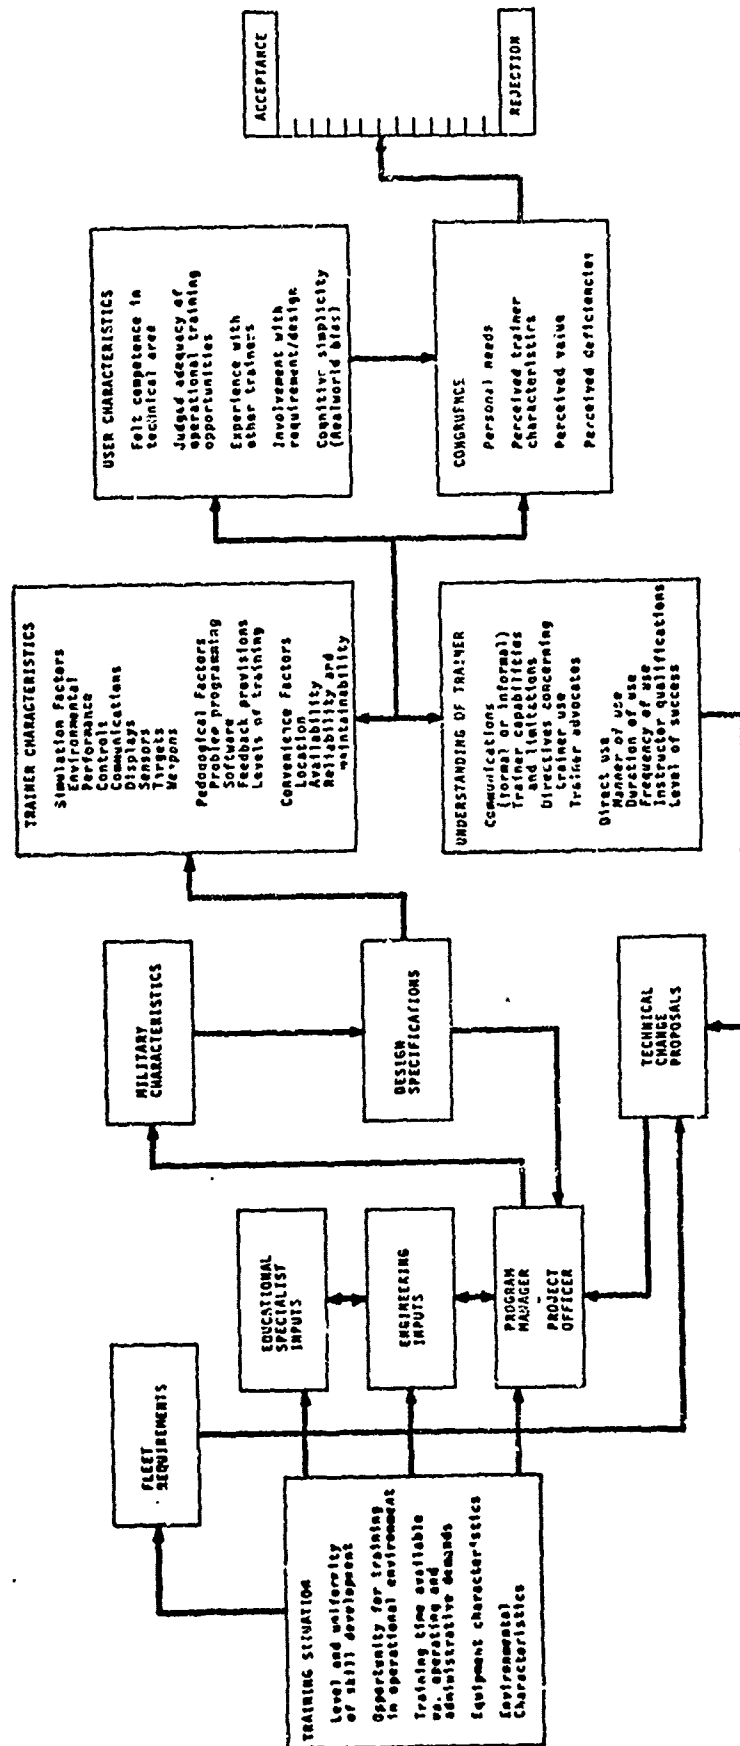 TRAINING SITUATION
Level and uniformity
of skill development
Opportunity for training
in operational environment
Training time available
vs. operating and
administrative demands
Equipment characteristics
Environmental
Characteristics
FLEET
REQUIREMENTS
EDUCATIONAL
SPECIALIST
INPUTS
ENGINEERING
INPUTS
PROGRAM
MANAGER
-
PROJECT
OFFICER
MILITARY
CHARACTERISTICS
DESIGN
SPECIFICATIONS
TECHNICAL
CHANGE
PROPOSALS
TRAINER CHARACTERISTICS
Simulation Factors
Environmental
Performance
Controls
Communications
Displays
Sensors
Targets
Weapons
Pedagogical Factors
Problem programming
Software
Feedback provisions
Levels of training
Convenience Factors
Location
Availability
Reliability and
maintainability
UNDERSTANDING OF TRAINER
Communications
(formal or informal)
Trainer capabilities
and limitations
Directives concerning
trainer use
Trainer advocates
Direct use
Manner of use
Duration of use
Frequency of use
Instructor qualifications
Level of success
USER CHARACTERISTICS
Felt competence in
technical area
Judged adequacy of
operational training
opportunities
Experience with
other trainers
Involvement with
requirement/design
Cognitive simplicity
(Realworld bias)
CONGRUENCE
Personal needs
Perceived trainer
characteristics
Perceived value
Perceived deficiencies
ACCEPTANCE
REJECTION